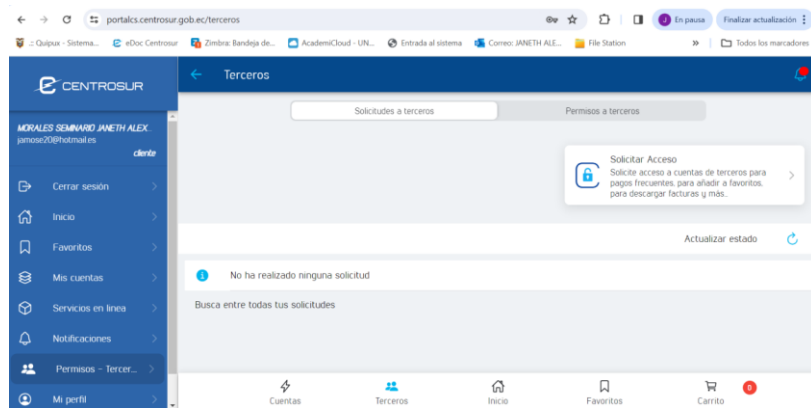 portalcs.centrosur.gob.ec/terceros
J En pausa
Finalizar actualización
.:: Quipux - Sistema... eDoc Centrosur Zimbra: Bandeja de... AcademiCloud - UN... Entrada al sistema Correo: JANETH ALE... File Station » Todos los marcadores
CENTROSUR
Terceros
Solicitudes a terceros Permisos a terceros
MORALES SEMINARIO JANETH ALEX...
jamose20@hotmail.es
cliente
Solicitar Acceso
Solicite acceso a cuentas de terceros para
pagos frecuentes, para añadir a favoritos,
para descargar facturas y más..
Cerrar sesión
Inicio
Favoritos
Mis cuentas
Servicios en linea
Notificaciones
Permisos - Tercer...
Mi perfil
Actualizar estado
No ha realizado ninguna solicitud
Busca entre todas tus solicitudes
Cuentas Terceros Inicio Favoritos Carrito 0